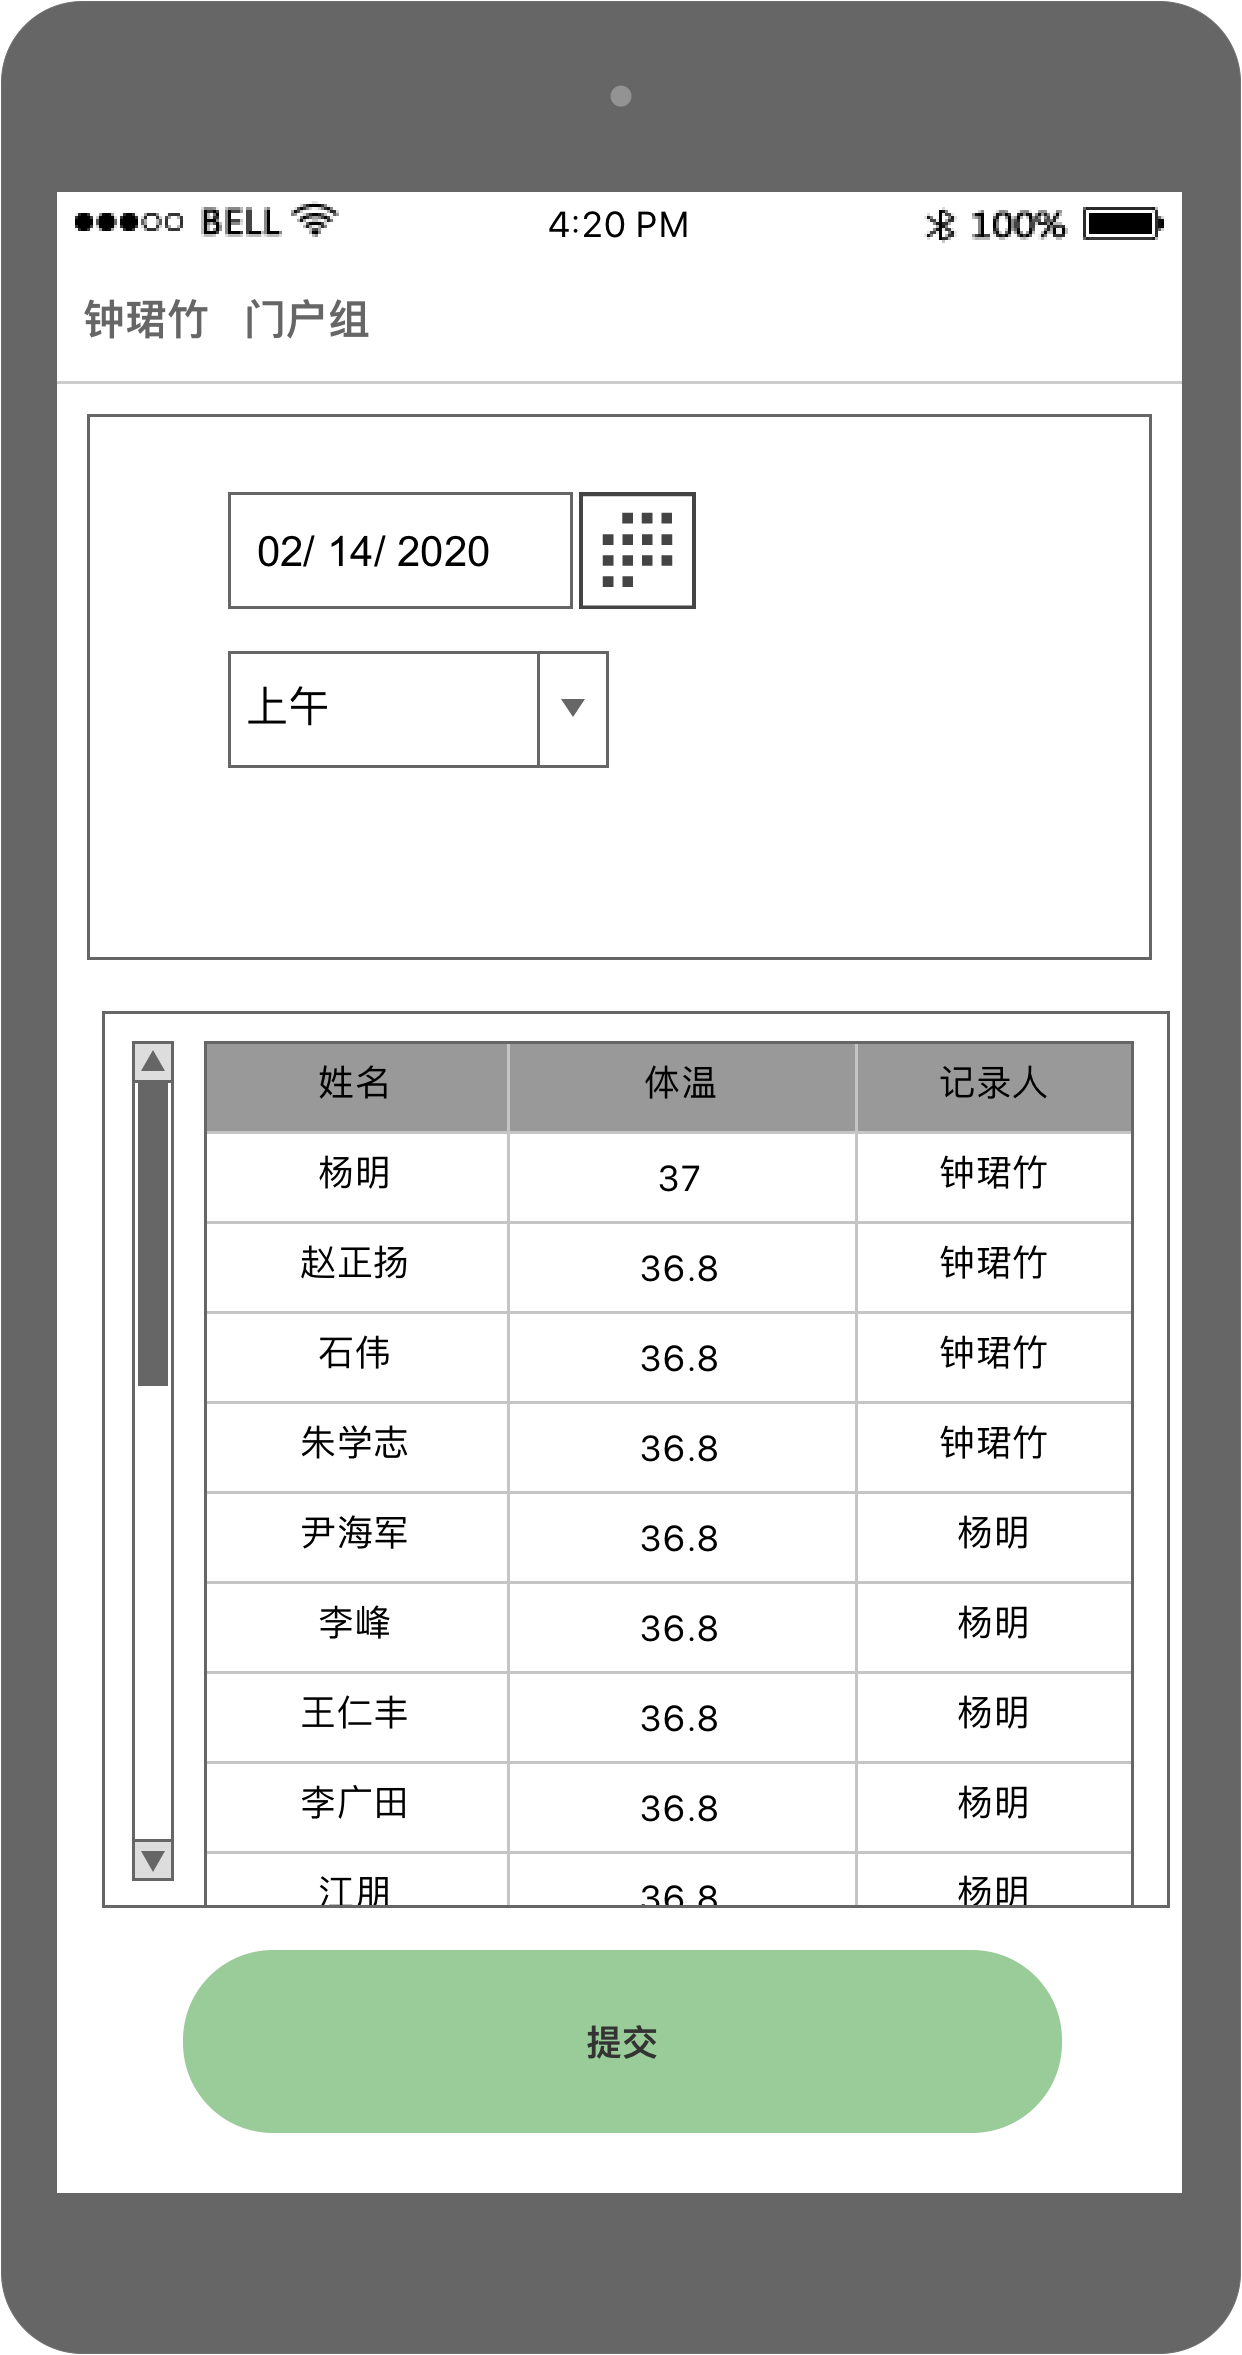 BELL 4:20 PM 100%
钟珺竹 门户组
02/ 14/ 2020
上午
姓名 体温 记录人
杨明 37 钟珺竹
赵正扬 36.8 钟珺竹
石伟 36.8 钟珺竹
朱学志 36.8 钟珺竹
尹海军 36.8 杨明
李峰 36.8 杨明
王仁丰 36.8 杨明
李广田 36.8 杨明
江朋 36.8 杨明
提交